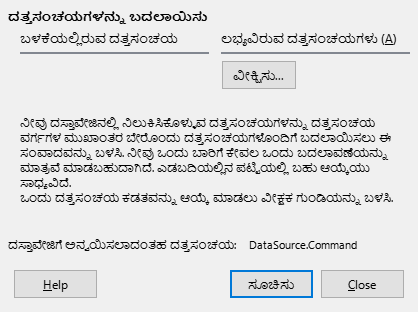 ದತ್ತಸಂಚಯಗಳನ್ನು ಬದಲಾಯಿಸು
ಬಳಕೆಯಲ್ಲಿರುವ ದತ್ತಸಂಚಯ
ಲಭ್ಯವಿರುವ ದತ್ತಸಂಚಯಗಳು (A)
ವೀಕ್ಷಿಸು...
ನೀವು ದಸ್ತಾವೇಜಿನಲ್ಲಿ ನಿಲುಕಿಸಿಕೊಳ್ಳುವ ದತ್ತಸಂಚಯಗಳನ್ನು ದತ್ತಸಂಚಯ
ವರ್ಗಗಳ ಮುಖಾಂತರ ಬೇರೊಂದು ದತ್ತಸಂಚಯಗಳೊಂದಿಗೆ ಬದಲಾಯಿಸಲು ಈ
ಸಂವಾದವನ್ನು ಬಳಸಿ. ನೀವು ಒಂದು ಬಾರಿಗೆ ಕೇವಲ ಒಂದು ಬದಲಾವಣೆಯನ್ನು
ಮಾತ್ರವೆ ಮಾಡಬಹುದಾಗಿದೆ. ಎಡಬದಿಯಲ್ಲಿನ ಪಟ್ಟಿಯಲ್ಲಿ ಬಹು ಆಯ್ಕೆಯು
ಸಾಧ್ಯವಿದೆ.
ಒಂದು ದತ್ತಸಂಚಯ ಕಡತವನ್ನು ಆಯ್ಕೆ ಮಾಡಲು ವೀಕ್ಷಕ ಗುಂಡಿಯನ್ನು ಬಳಸಿ.
ದಸ್ತಾವೇಜಿಗೆ ಅನ್ವಯಿಸಲಾದಂತಹ ದತ್ತಸಂಚಯ: DataSource.Command
Help
ಸೂಚಿಸು
Close